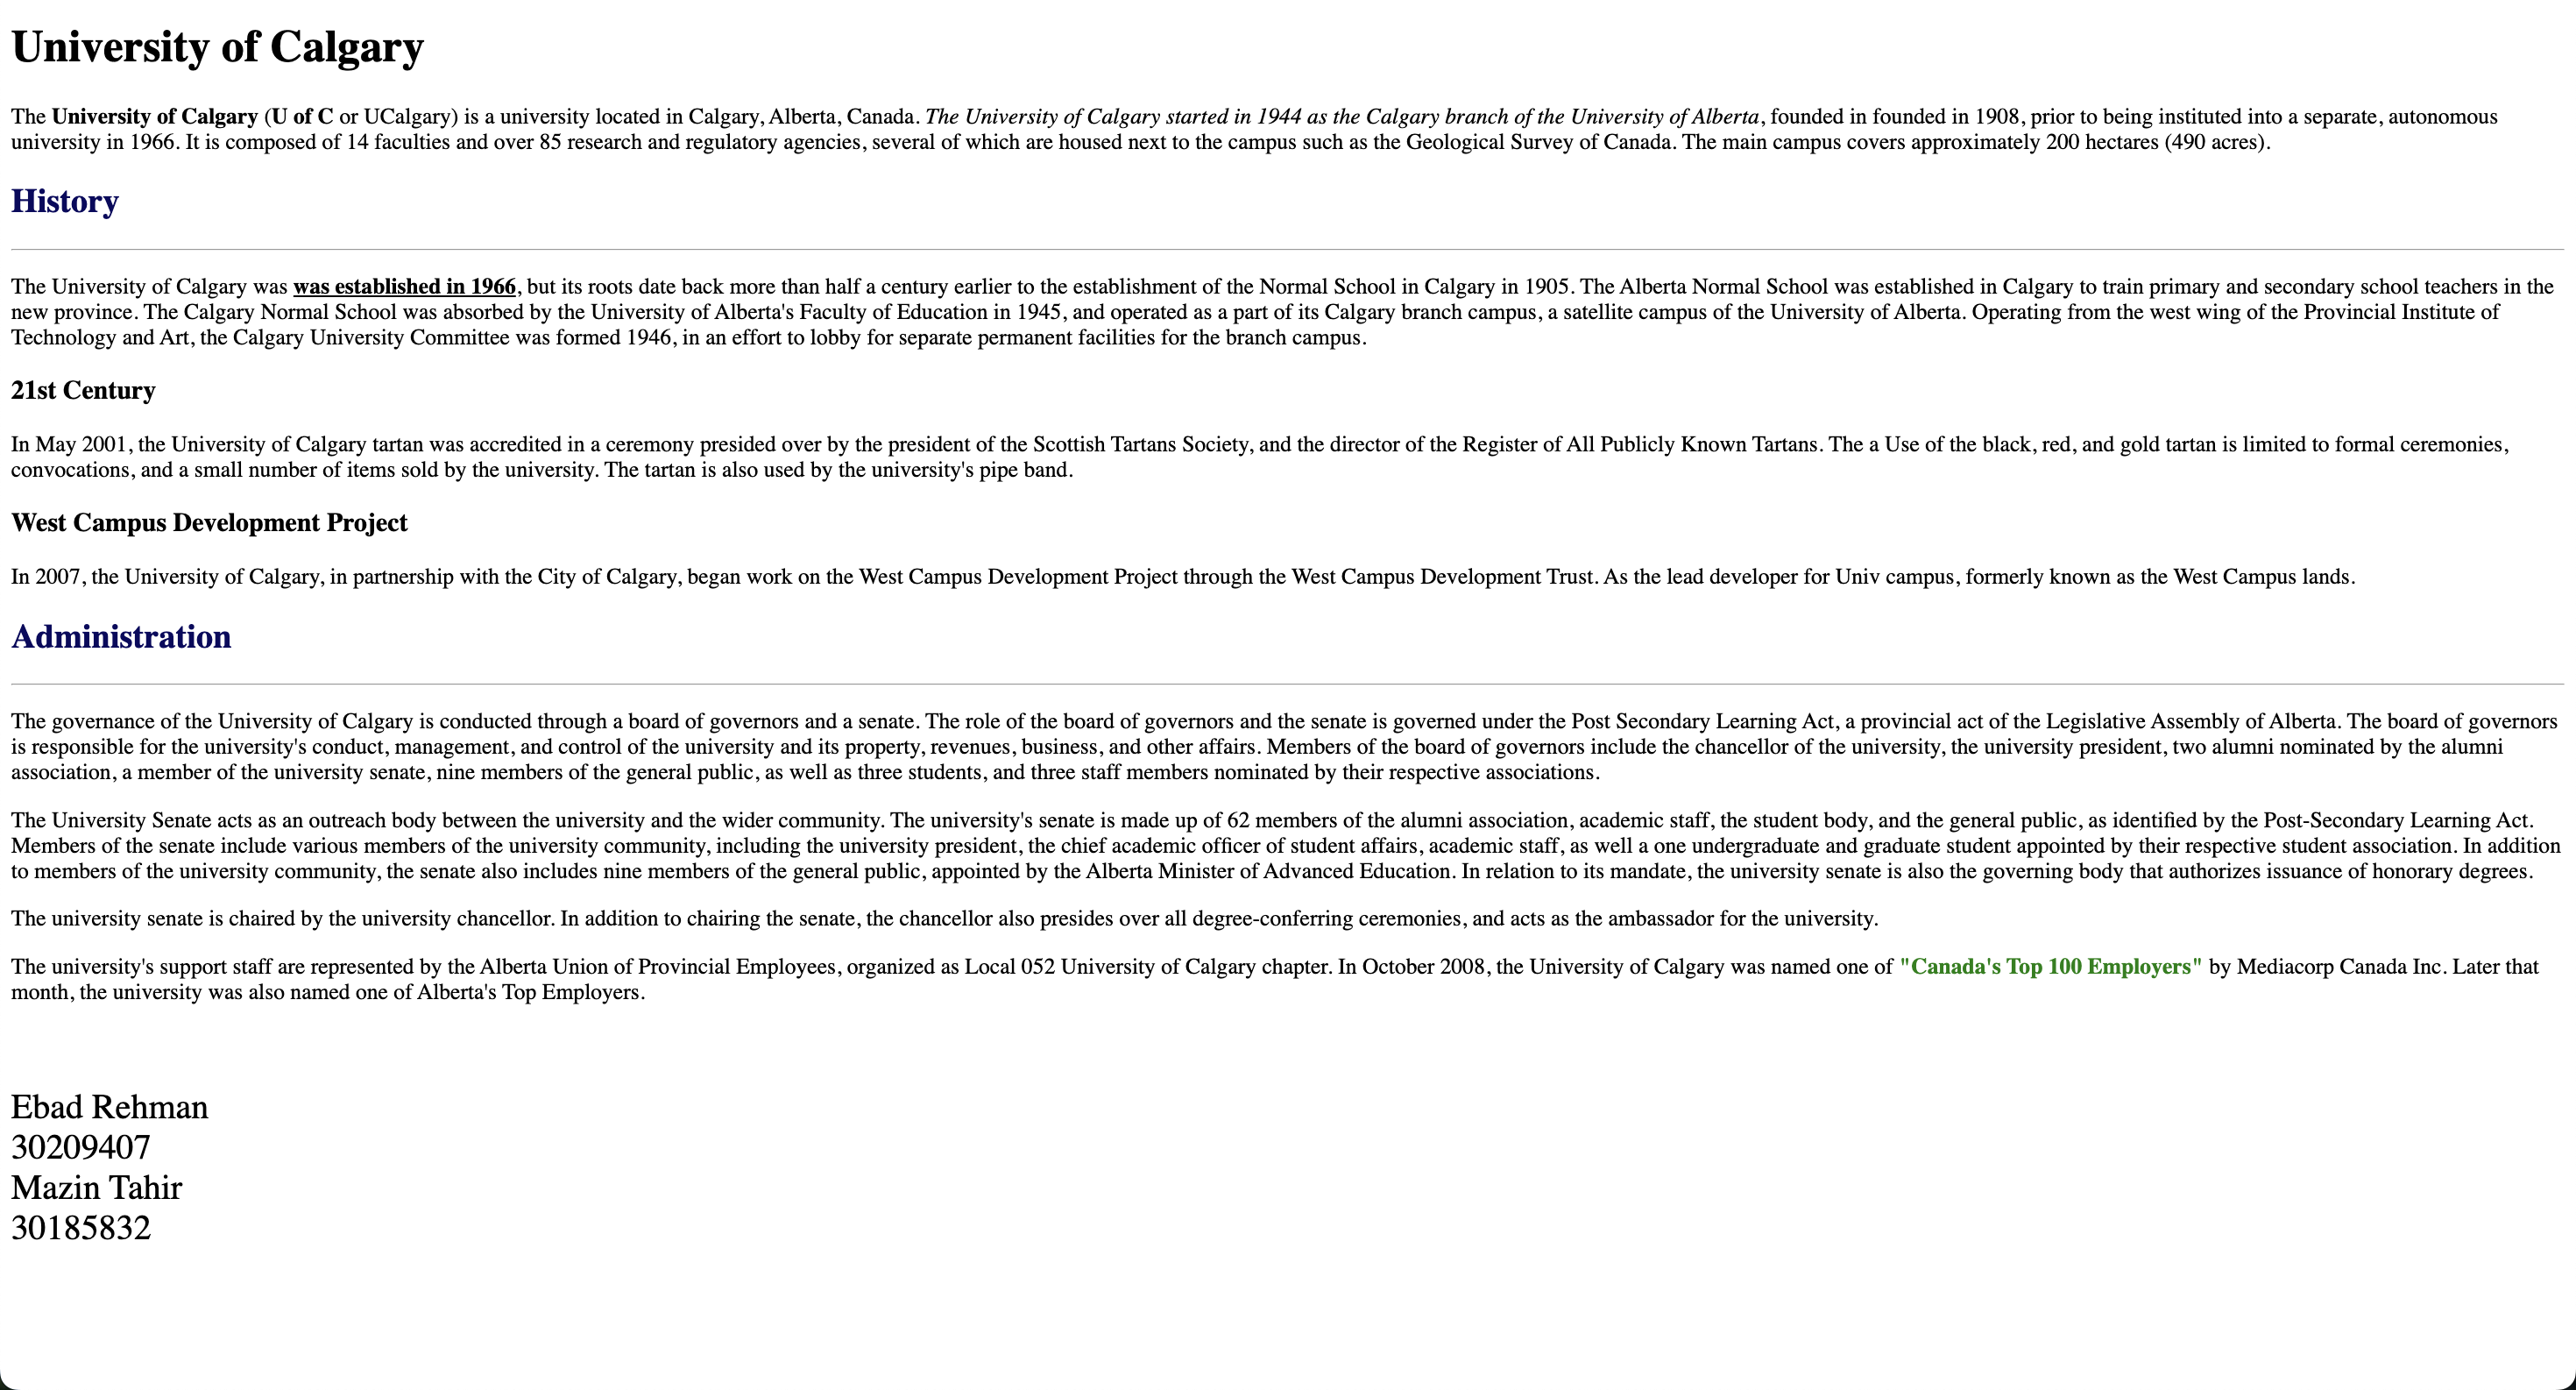 University of Calgary
The University of Calgary (U of C or UCalgary) is a university located in Calgary, Alberta, Canada. The University of Calgary started in 1944 as the Calgary branch of the University of Alberta, founded in founded in 1908, prior to being instituted into a separate, autonomous
university in 1966. It is composed of 14 faculties and over 85 research and regulatory agencies, several of which are housed next to the campus such as the Geological Survey of Canada. The main campus covers approximately 200 hectares (490 acres).
History
The University of Calgary was was established in 1966, but its roots date back more than half a century earlier to the establishment of the Normal School in Calgary in 1905. The Alberta Normal School was established in Calgary to train primary and secondary school teachers in the
new province. The Calgary Normal School was absorbed by the University of Alberta's Faculty of Education in 1945, and operated as a part of its Calgary branch campus, a satellite campus of the University of Alberta. Operating from the west wing of the Provincial Institute of
Technology and Art, the Calgary University Committee was formed 1946, in an effort to lobby for separate permanent facilities for the branch campus.
21st Century
In May 2001, the University of Calgary tartan was accredited in a ceremony presided over by the president of the Scottish Tartans Society, and the director of the Register of All Publicly Known Tartans. The a Use of the black, red, and gold tartan is limited to formal ceremonies,
convocations, and a small number of items sold by the university. The tartan is also used by the university's pipe band.
West Campus Development Project
In 2007, the University of Calgary, in partnership with the City of Calgary, began work on the West Campus Development Project through the West Campus Development Trust. As the lead developer for Univ campus, formerly known as the West Campus lands.
Administration
The governance of the University of Calgary is conducted through a board of governors and a senate. The role of the board of governors and the senate is governed under the Post Secondary Learning Act, a provincial act of the Legislative Assembly of Alberta. The board of governors
is responsible for the university's conduct, management, and control of the university and its property, revenues, business, and other affairs. Members of the board of governors include the chancellor of the university, the university president, two alumni nominated by the alumni
association, a member of the university senate, nine members of the general public, as well as three students, and three staff members nominated by their respective associations.
The University Senate acts as an outreach body between the university and the wider community. The university's senate is made up of 62 members of the alumni association, academic staff, the student body, and the general public, as identified by the Post-Secondary Learning Act.
Members of the senate include various members of the university community, including the university president, the chief academic officer of student affairs, academic staff, as well a one undergraduate and graduate student appointed by their respective student association. In addition
to members of the university community, the senate also includes nine members of the general public, appointed by the Alberta Minister of Advanced Education. In relation to its mandate, the university senate is also the governing body that authorizes issuance of honorary degrees.
The university senate is chaired by the university chancellor. In addition to chairing the senate, the chancellor also presides over all degree-conferring ceremonies, and acts as the ambassador for the university.
The university's support staff are represented by the Alberta Union of Provincial Employees, organized as Local 052 University of Calgary chapter. In October 2008, the University of Calgary was named one of "Canada's Top 100 Employers" by Mediacorp Canada Inc. Later that
month, the university was also named one of Alberta's Top Employers.
Ebad Rehman
30209407
Mazin Tahir
30185832